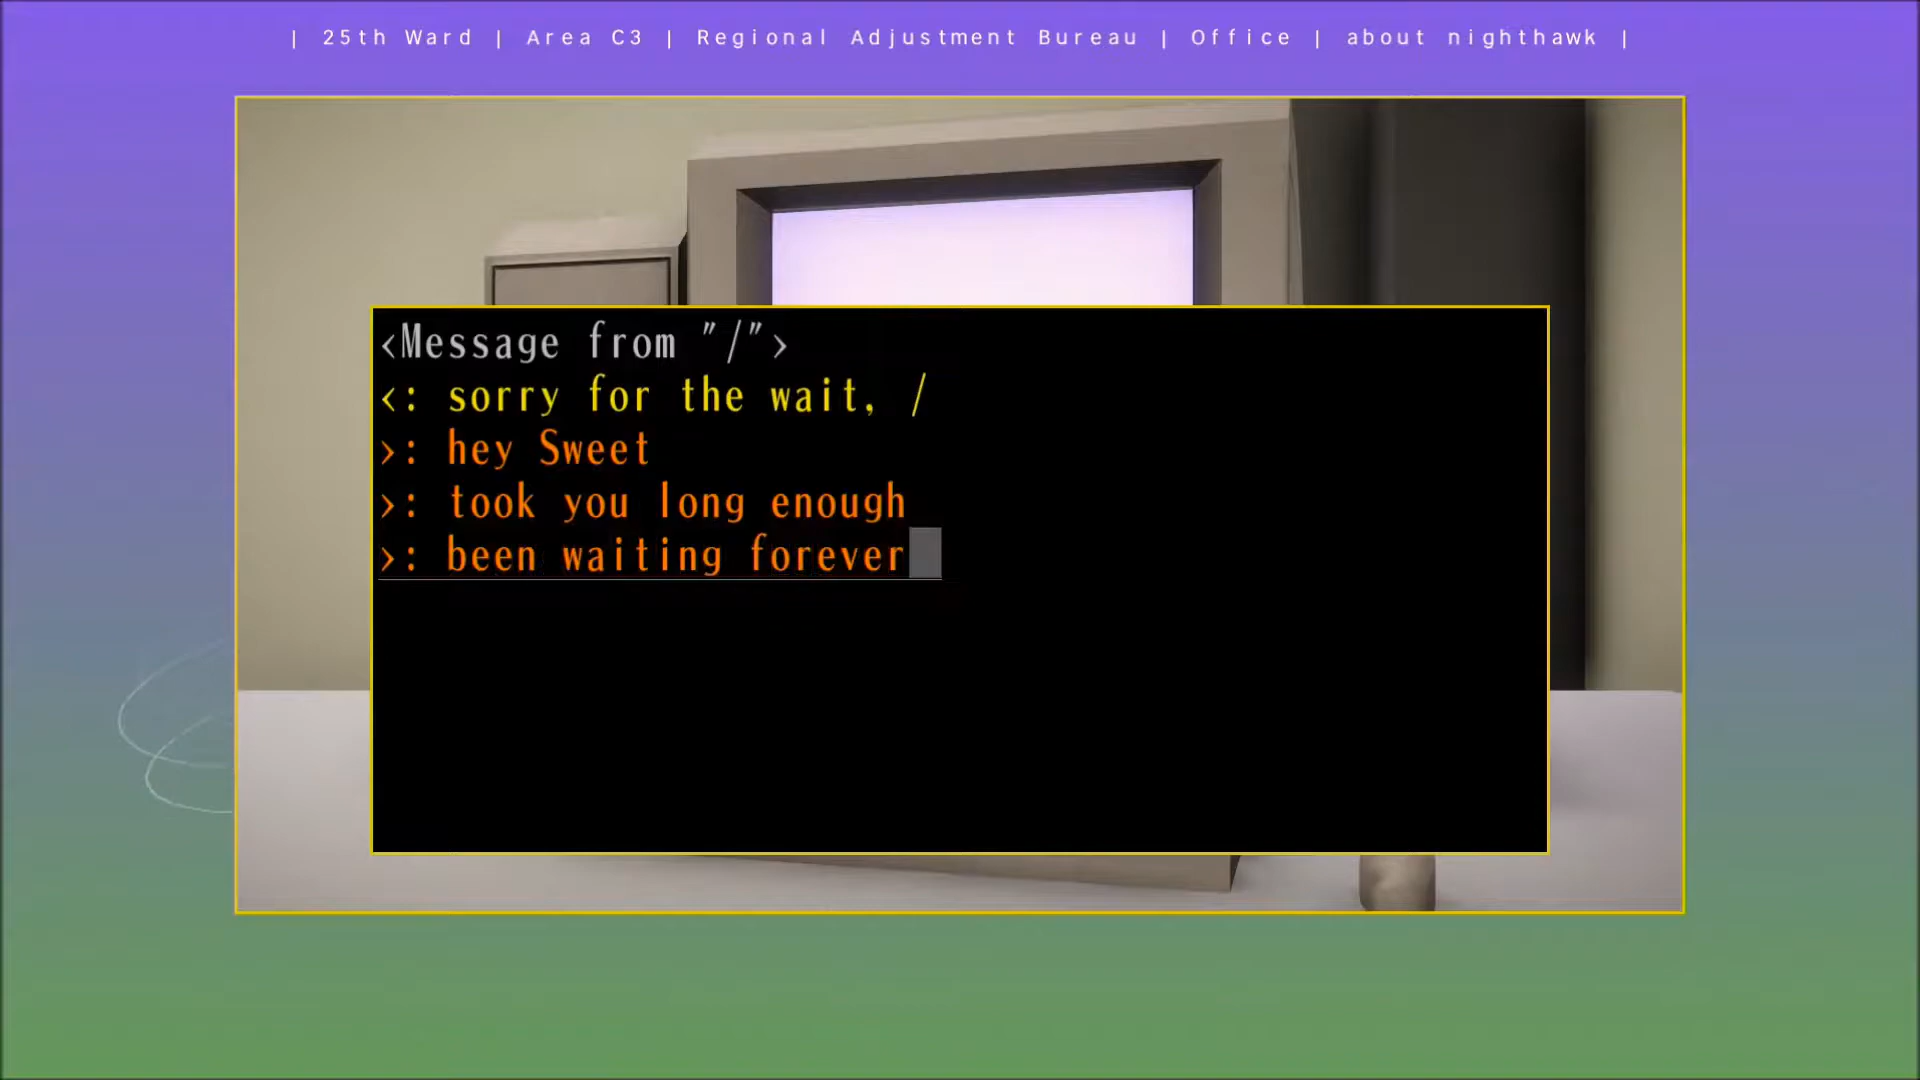 | 25th Ward | Area C3 | Regional Adjustment Bureau | Office | about nighthawk |
<Message from "/">
<: sorry for the wait, /
>: hey Sweet
>: took you long enough
>: been waiting forever